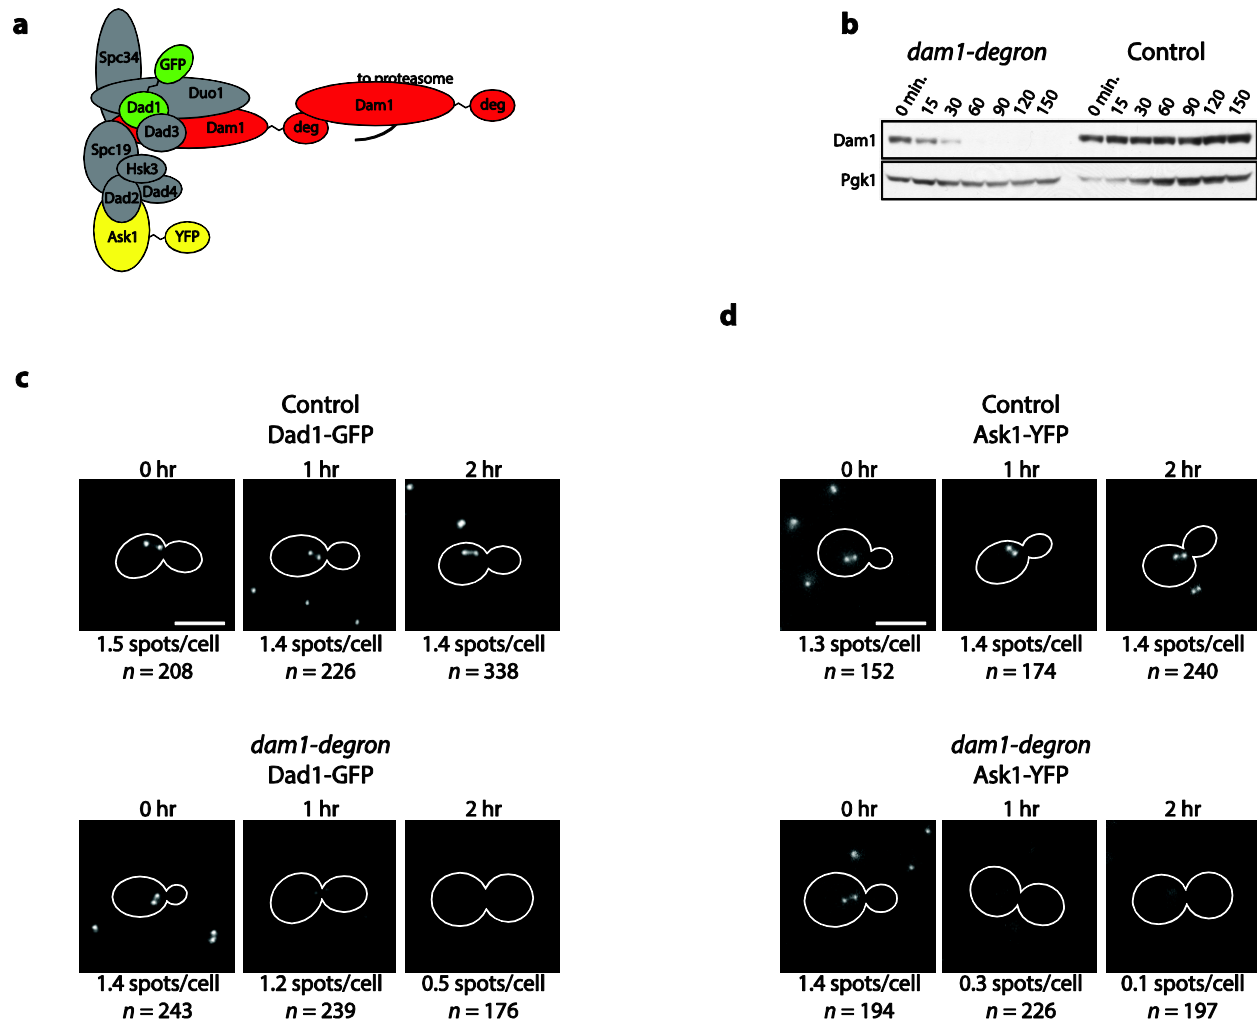 a
Spc34
GFP
to proteasome
Duo1
Dam1
deg
Dad1
Dad3
Dam1
deg
Spc19
Hsk3
Dad4
Dad2
Ask1
YFP
b
dam1-degron Control
0 min. 15 30 60 90 120 150 0 min. 15 30 60 90 120 150
Dam1
Pgk1
c
Control
Dad1-GFP
0 hr 1 hr 2 hr
1.5 spots/cell 1.4 spots/cell 1.4 spots/cell
n = 208 n = 226 n = 338
dam1-degron
Dad1-GFP
0 hr 1 hr 2 hr
1.4 spots/cell 1.2 spots/cell 0.5 spots/cell
n = 243 n = 239 n = 176
d
Control
Ask1-YFP
0 hr 1 hr 2 hr
1.3 spots/cell 1.4 spots/cell 1.4 spots/cell
n = 152 n = 174 n = 240
dam1-degron
Ask1-YFP
0 hr 1 hr 2 hr
1.4 spots/cell 0.3 spots/cell 0.1 spots/cell
n = 194 n = 226 n = 197